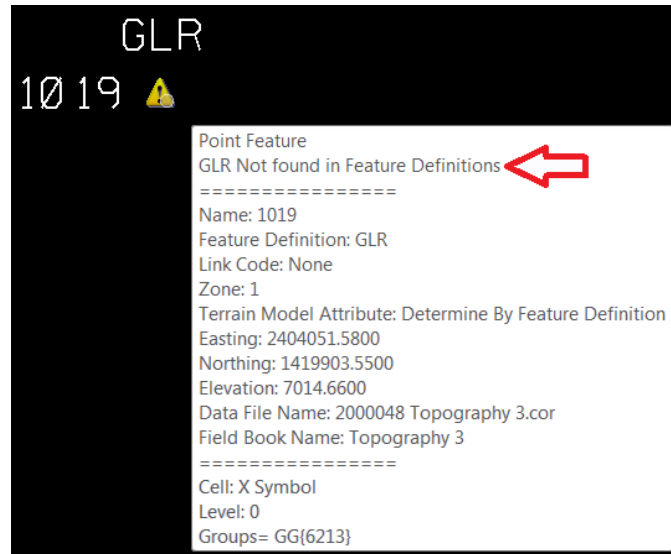 GLR
1019
Point Feature
GLR Not found in Feature Definitions
================
Name: 1019
Feature Definition: GLR
Link Code: None
Zone: 1
Terrain Model Attribute: Determine By Feature Definition
Easting: 2404051.5800
Northing: 1419903.5500
Elevation: 7014.6600
Data File Name: 2000048 Topography 3.cor
Field Book Name: Topography 3
================
Cell: X Symbol
Level: 0
Groups= GG{6213}